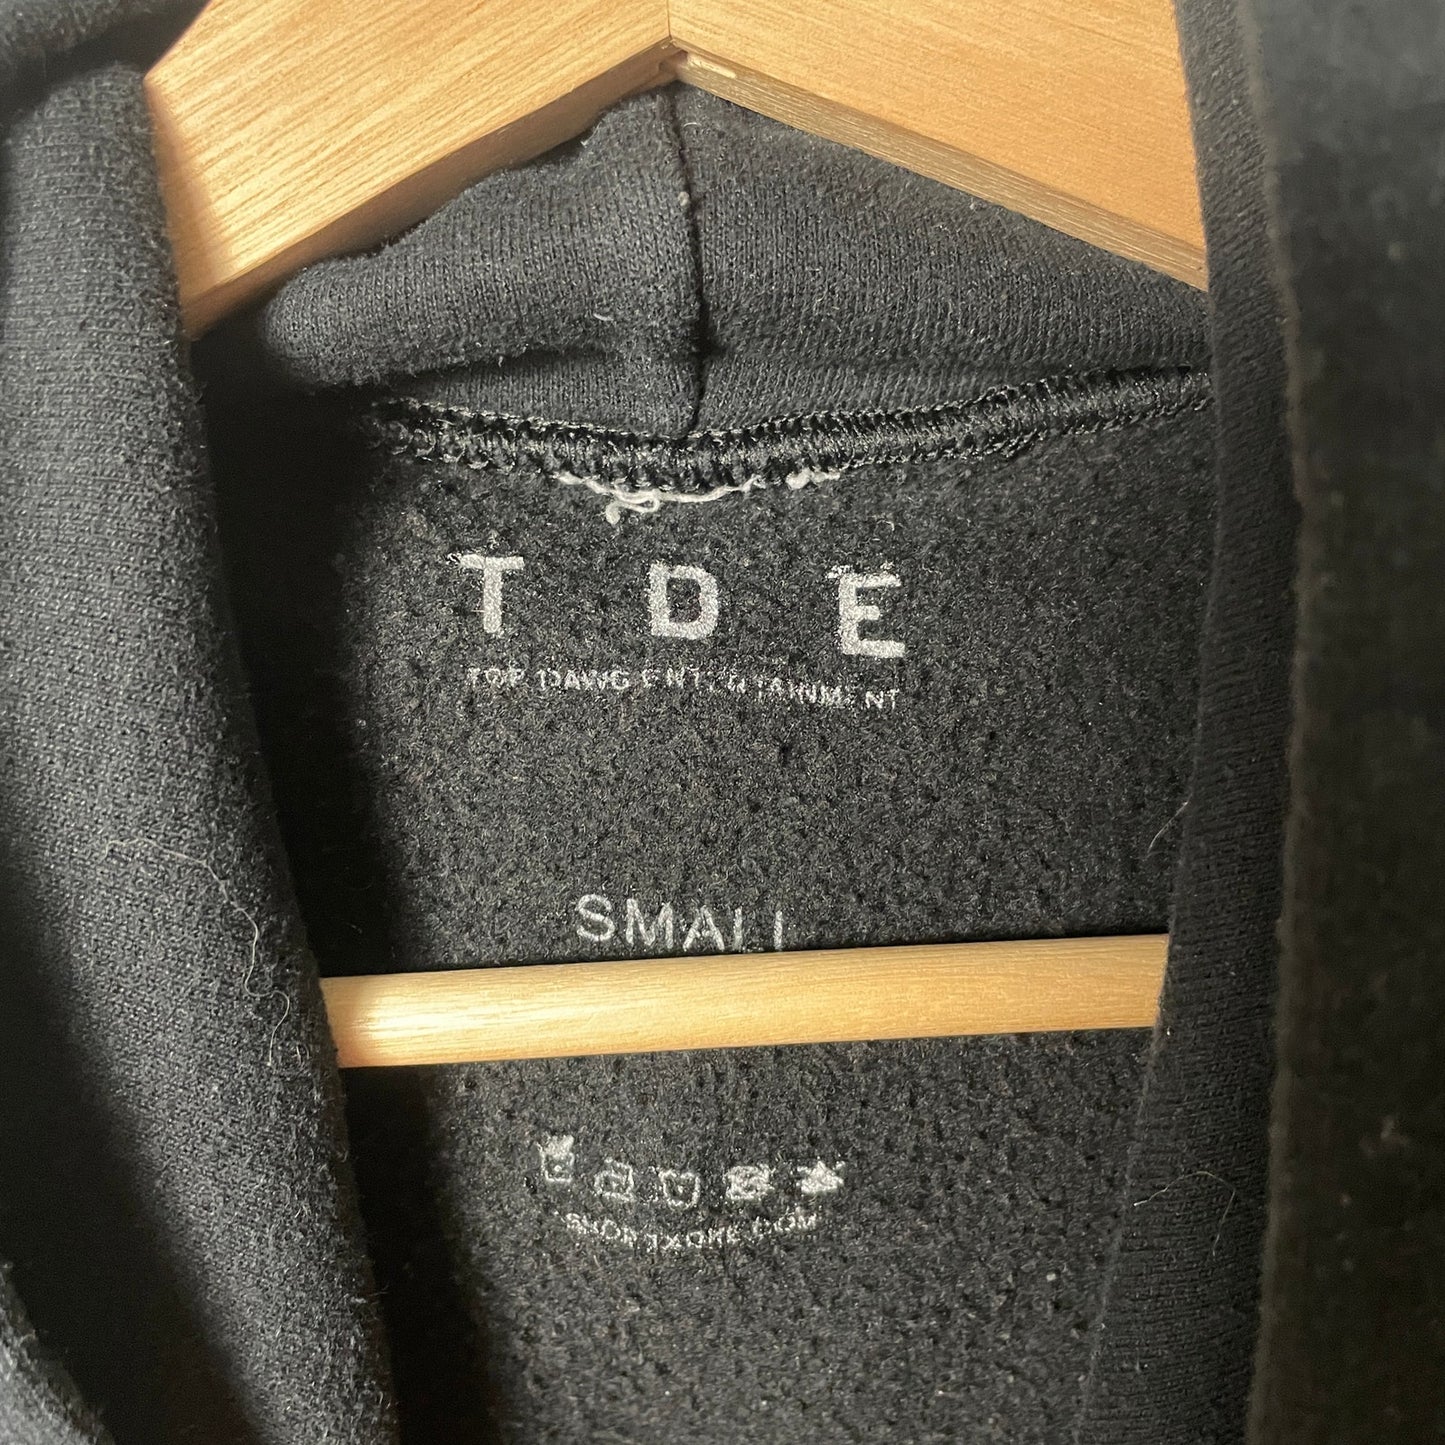 T D E
TOP DAWG ENTERTAINMENT
SMALL